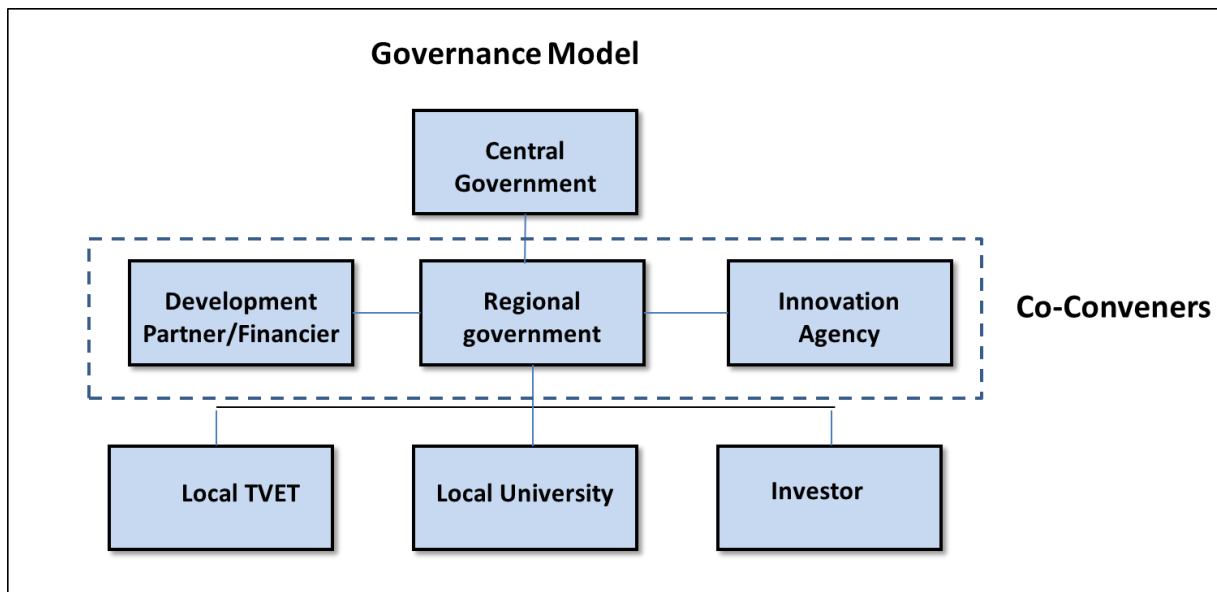 Governance Model
Central
Government
Development
Partner/Financier
Regional
government
Innovation
Agency
Co-Conveners
Local TVET
Local University
Investor